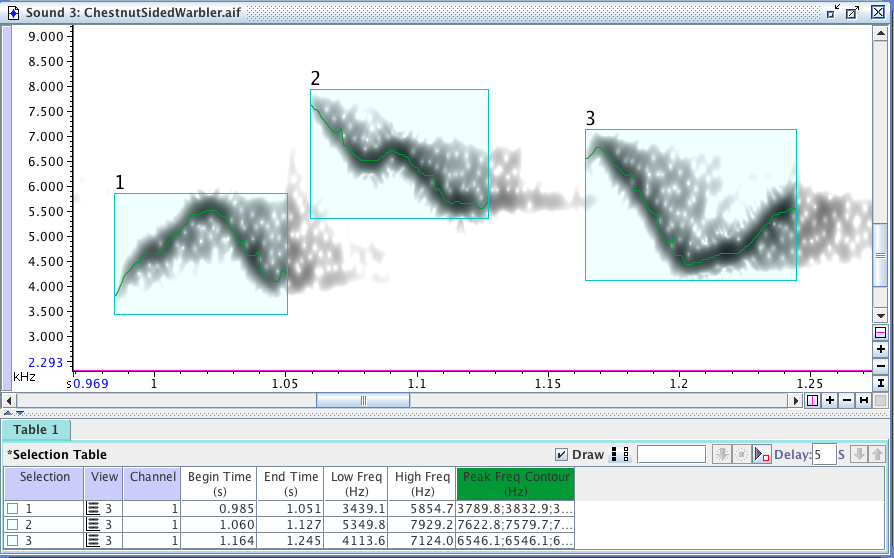 Sound 3: ChestnutSidedWarbler.aif
9.000
8.500
8.000
7.500
7.000
6.500
6.000
5.500
5.000
4.500
4.000
3.500
3.000
2.293
kHz
1
2
3
s0.969 1 1.05 1.1 1.15 1.2 1.25
Table 1
*Selection Table Draw Delay: 5 S
Selection View Channel Begin Time (s) End Time (s) Low Freq (Hz) High Freq (Hz) Peak Freq Contour (Hz)
1 3 1 0.985 1.051 3439.1 5854.7 3789.8;3832.9;3...
2 3 1 1.060 1.127 5349.8 7929.2 7622.8;7579.7;7...
3 3 1 1.164 1.245 4113.6 7124.0 6546.1;6546.1;6...